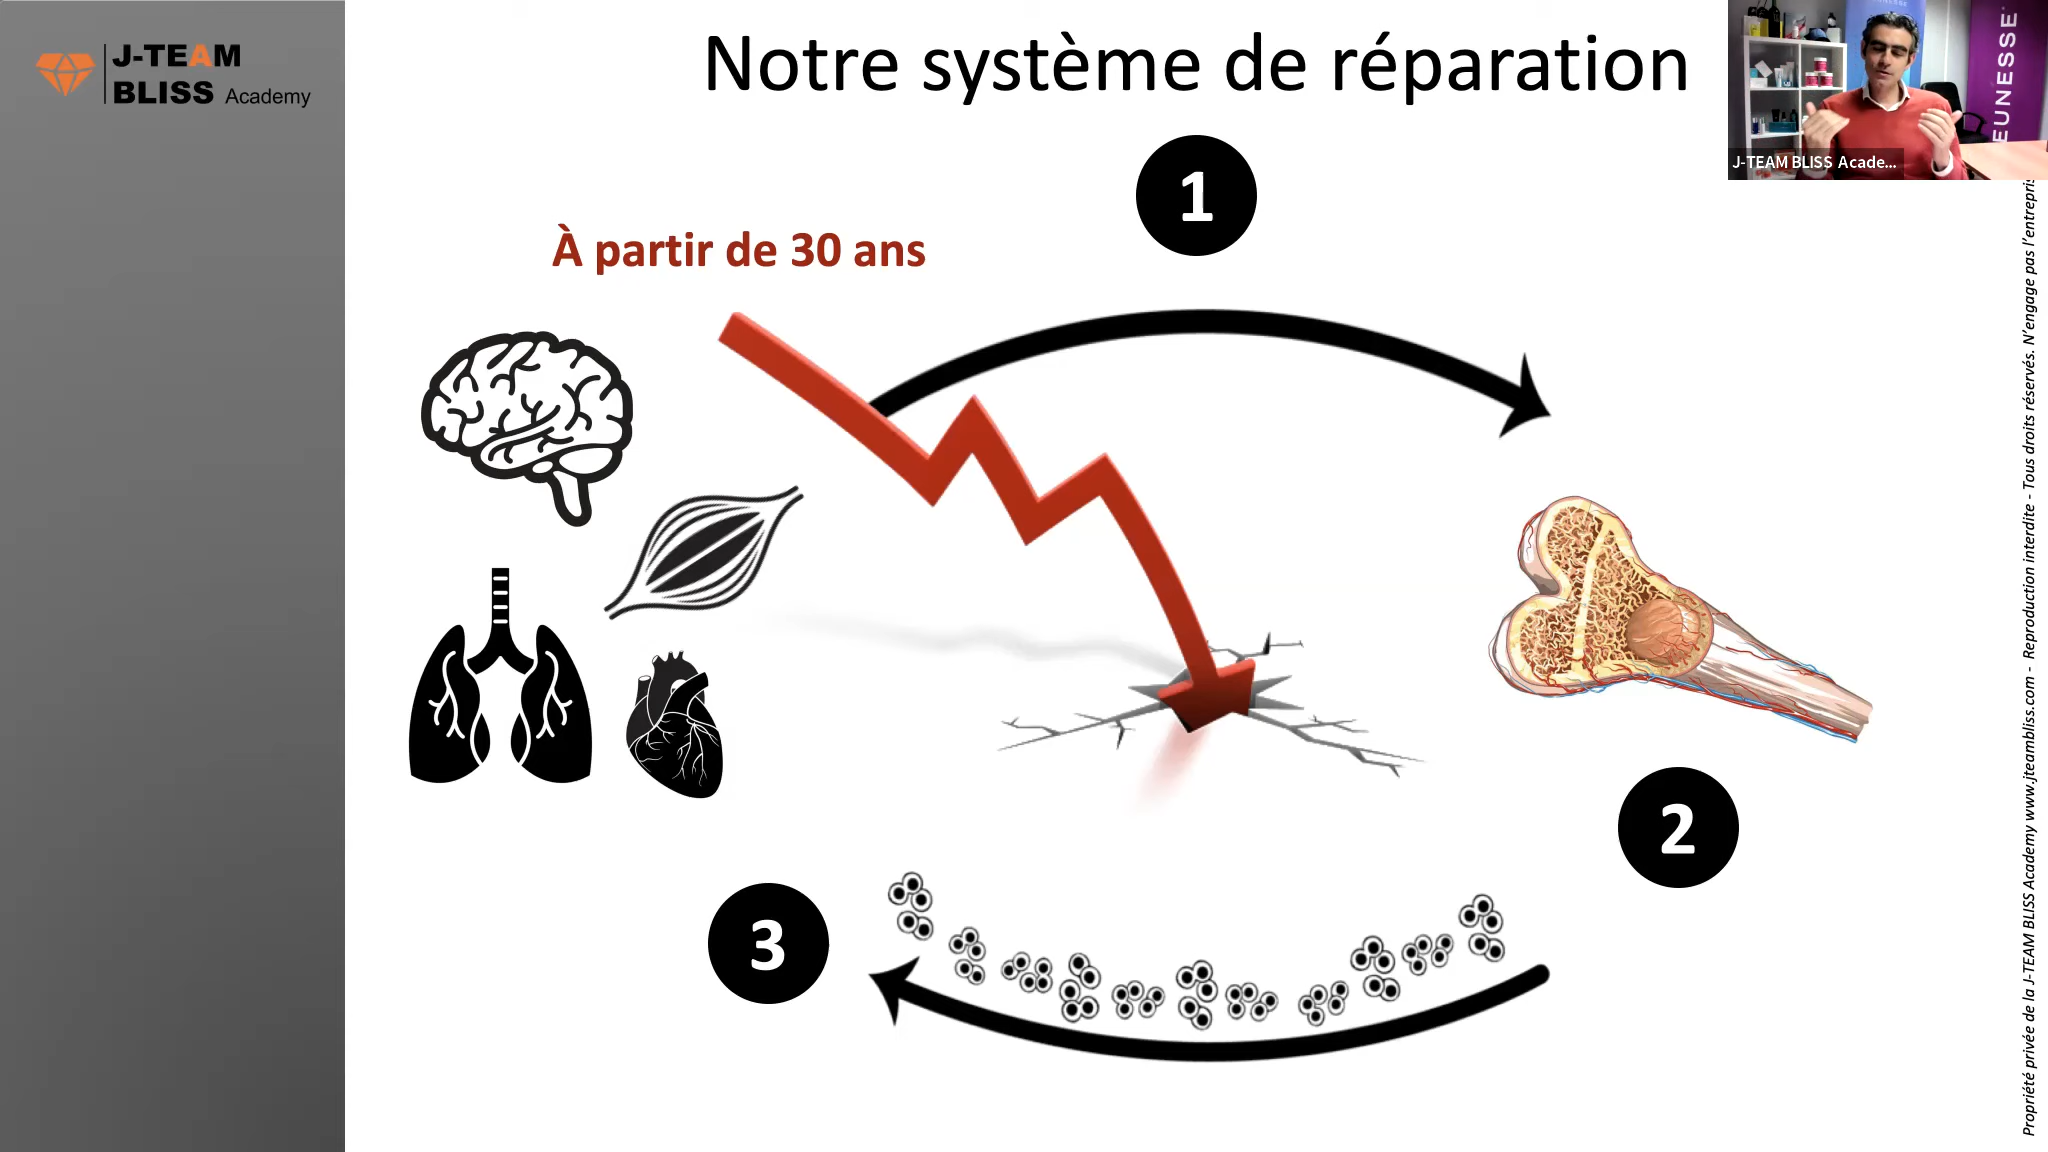 J-TEAM
BLISS Academy
Notre système de réparation
EUNESSE
J-TEAM BLISS Acade...
1
À partir de 30 ans
2
3
Propriété privée de la J-TEAM BLISS Academy www.jteambliss.com - Reproduction interdite - Tous droits réservés. N'engage pas l'entrepris